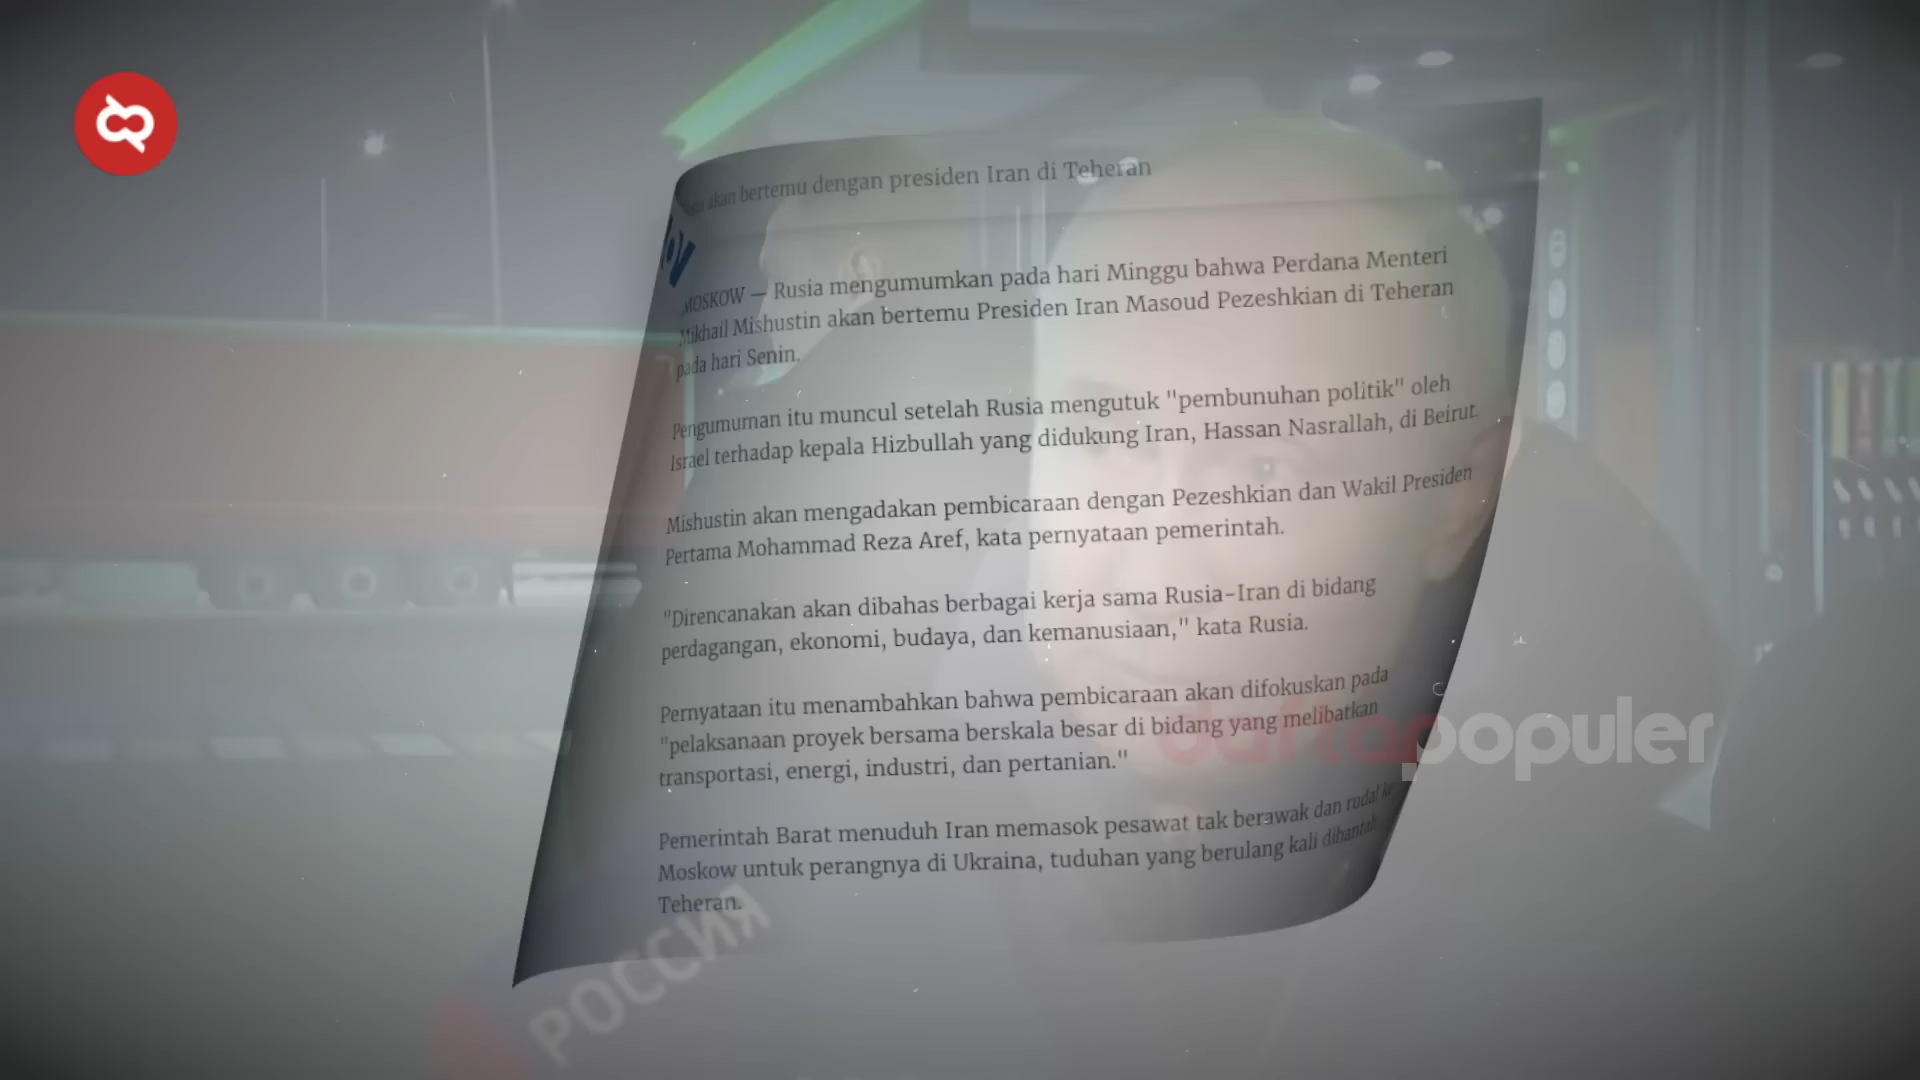 akan bertemu dengan presiden Iran di Teheran
MOSKOW — Rusia mengumumkan pada hari Minggu bahwa Perdana Menteri
Mikhail Mishustin akan bertemu Presiden Iran Masoud Pezeshkian di Teheran
pada hari Senin.
Pengumuman itu muncul setelah Rusia mengutuk "pembunuhan politik" oleh
Israel terhadap kepala Hizbullah yang didukung Iran, Hassan Nasrallah, di Beirut.
Mishustin akan mengadakan pembicaraan dengan Pezeshkian dan Wakil Presiden
Pertama Mohammad Reza Aref, kata pernyataan pemerintah.
"Direncanakan akan dibahas berbagai kerja sama Rusia-Iran di bidang
perdagangan, ekonomi, budaya, dan kemanusiaan," kata Rusia.
Pernyataan itu menambahkan bahwa pembicaraan akan difokuskan pada
"pelaksanaan proyek bersama berskala besar di bidang yang melibatkan
transportasi, energi, industri, dan pertanian."
Pemerintah Barat menuduh Iran memasok pesawat tak berawak dan rudal ke
Moskow untuk perangnya di Ukraina, tuduhan yang berulang kali dibantah
Teheran.
daftarpopuler
РОССИЯ